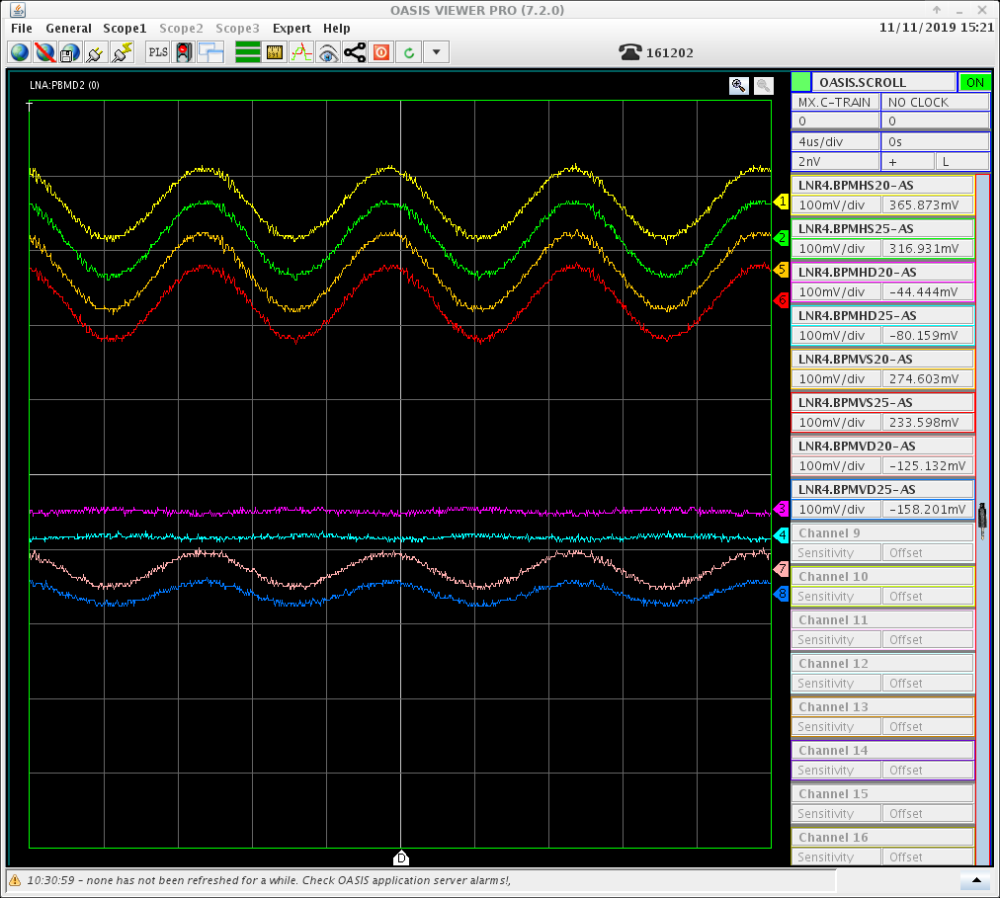 OASIS VIEWER PRO (7.2.0)
File General Scope1 Scope2 Scope3 Expert Help
11/11/2019 15:21
PLS
161202
LNA:PBMD2 (0)
OASIS.SCROLL ON
MX.C-TRAIN NO CLOCK
0 0
4us/div 0s
2nV + L
LNR4.BPMHS20-AS
100mV/div 365.873mV
LNR4.BPMHS25-AS
100mV/div 316.931mV
LNR4.BPMHD20-AS
100mV/div -44.444mV
LNR4.BPMHD25-AS
100mV/div -80.159mV
LNR4.BPMVS20-AS
100mV/div 274.603mV
LNR4.BPMVS25-AS
100mV/div 233.598mV
LNR4.BPMVD20-AS
100mV/div -125.132mV
LNR4.BPMVD25-AS
100mV/div -158.201mV
Channel 9
Sensitivity Offset
Channel 10
Sensitivity Offset
Channel 11
Sensitivity Offset
Channel 12
Sensitivity Offset
Channel 13
Sensitivity Offset
Channel 14
Sensitivity Offset
Channel 15
Sensitivity Offset
Channel 16
Sensitivity Offset
1
2
5
6
3
4
7
8
D
10:30:59 - none has not been refreshed for a while. Check OASIS application server alarms!,